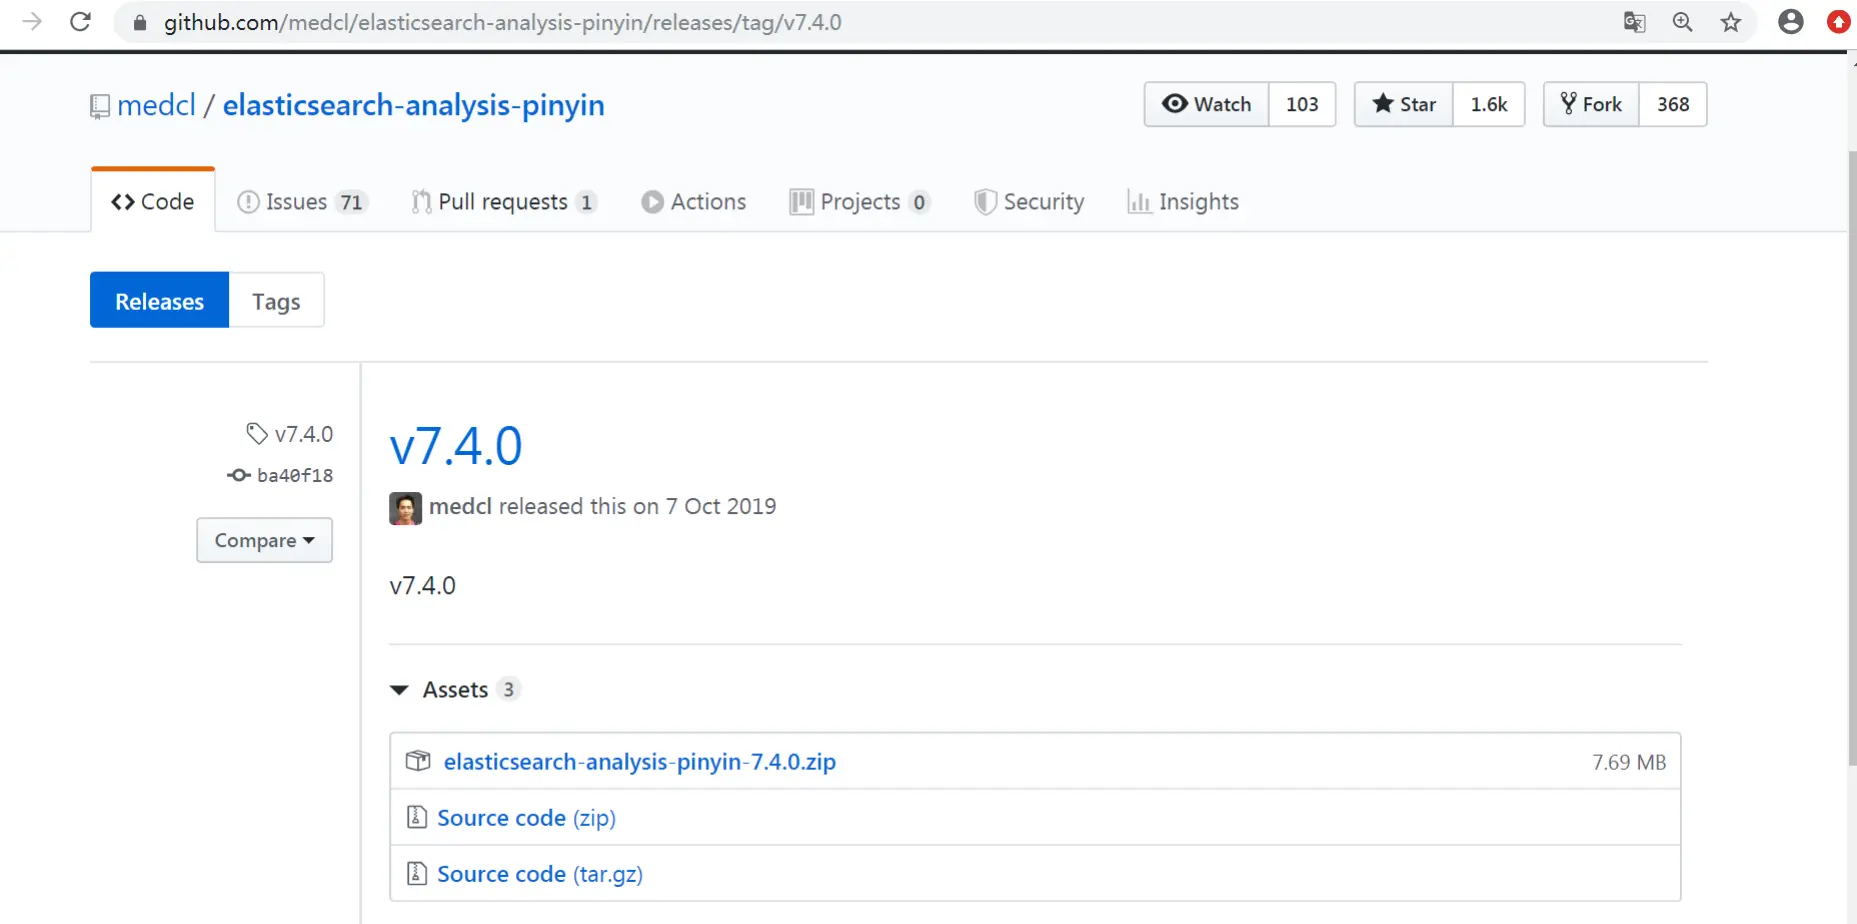 github.com/medcl/elasticsearch-analysis-pinyin/releases/tag/v7.4.0
medcl / elasticsearch-analysis-pinyin
Watch 103 Star 1.6k Fork 368
Code Issues 71 Pull requests 1 Actions Projects 0 Security Insights
Releases Tags
v7.4.0
ba40f18
Compare
v7.4.0
medcl released this on 7 Oct 2019
v7.4.0
Assets 3
elasticsearch-analysis-pinyin-7.4.0.zip 7.69 MB
Source code (zip)
Source code (tar.gz)